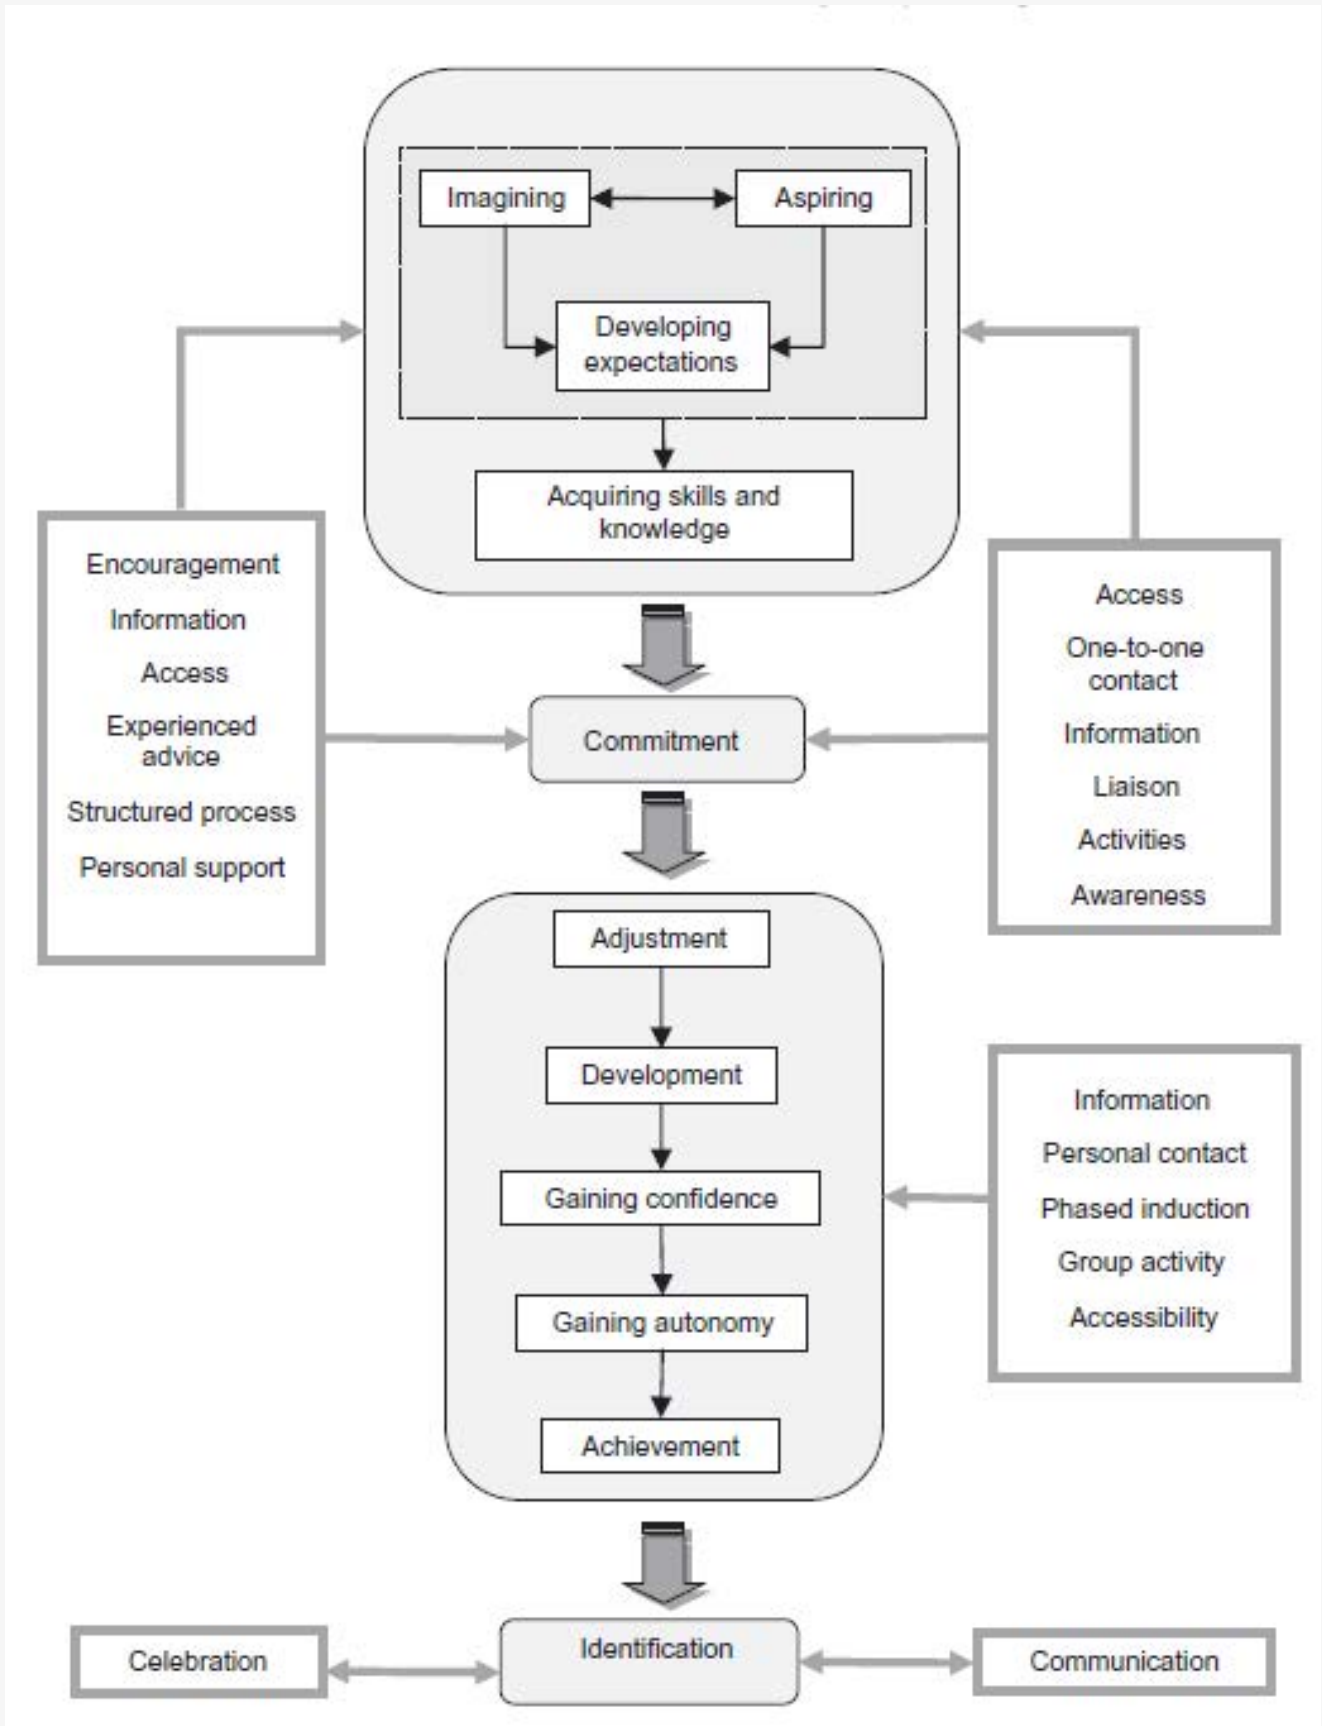 Imagining
Aspiring
Developing
expectations
Acquiring skills and
knowledge
Encouragement
Information
Access
Experienced
advice
Structured process
Personal support
Access
One-to-one
contact
Information
Liaison
Activities
Awareness
Commitment
Adjustment
Development
Gaining confidence
Gaining autonomy
Achievement
Information
Personal contact
Phased induction
Group activity
Accessibility
Celebration
Identification
Communication